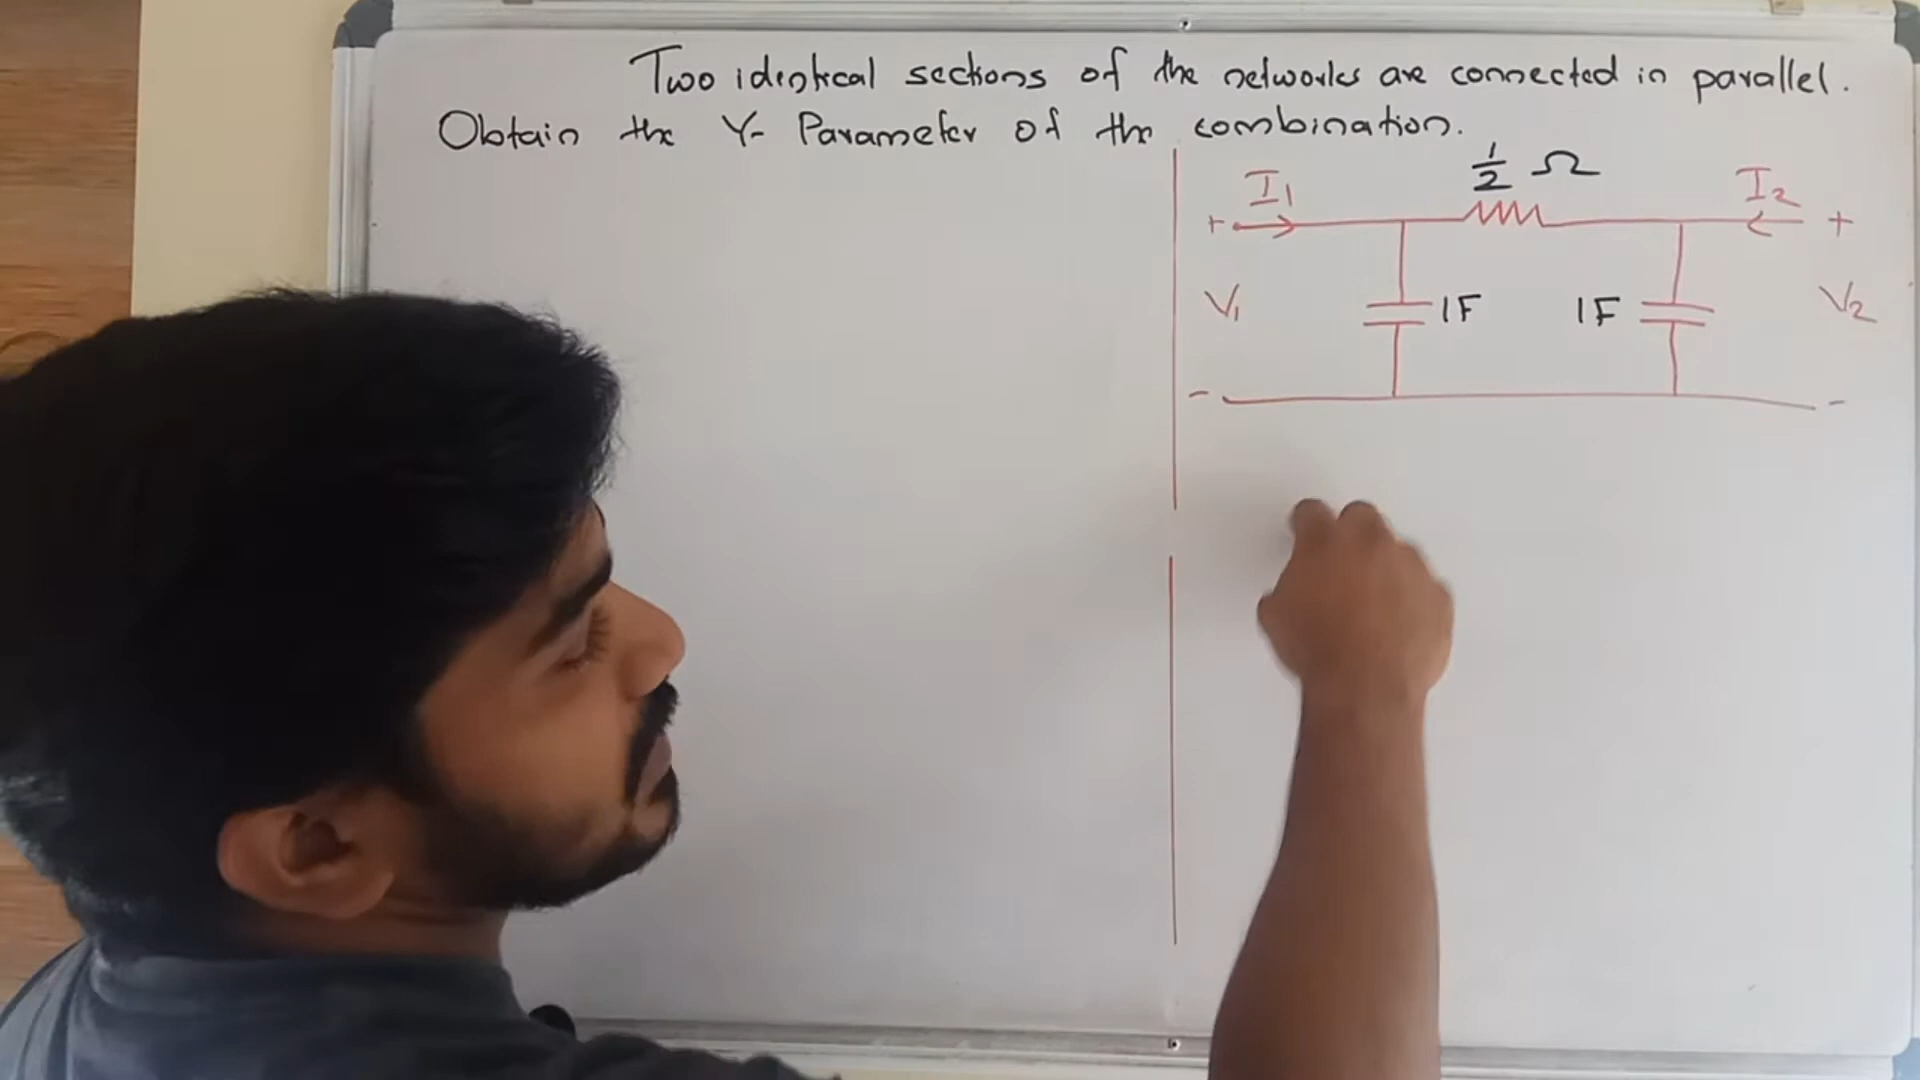 Two identical sections of the networks are connected in parallel.
Obtain the Y- Parameter of the combination.
1/2 Ω
I1 I2
+ +
V1 1F 1F V2
- -